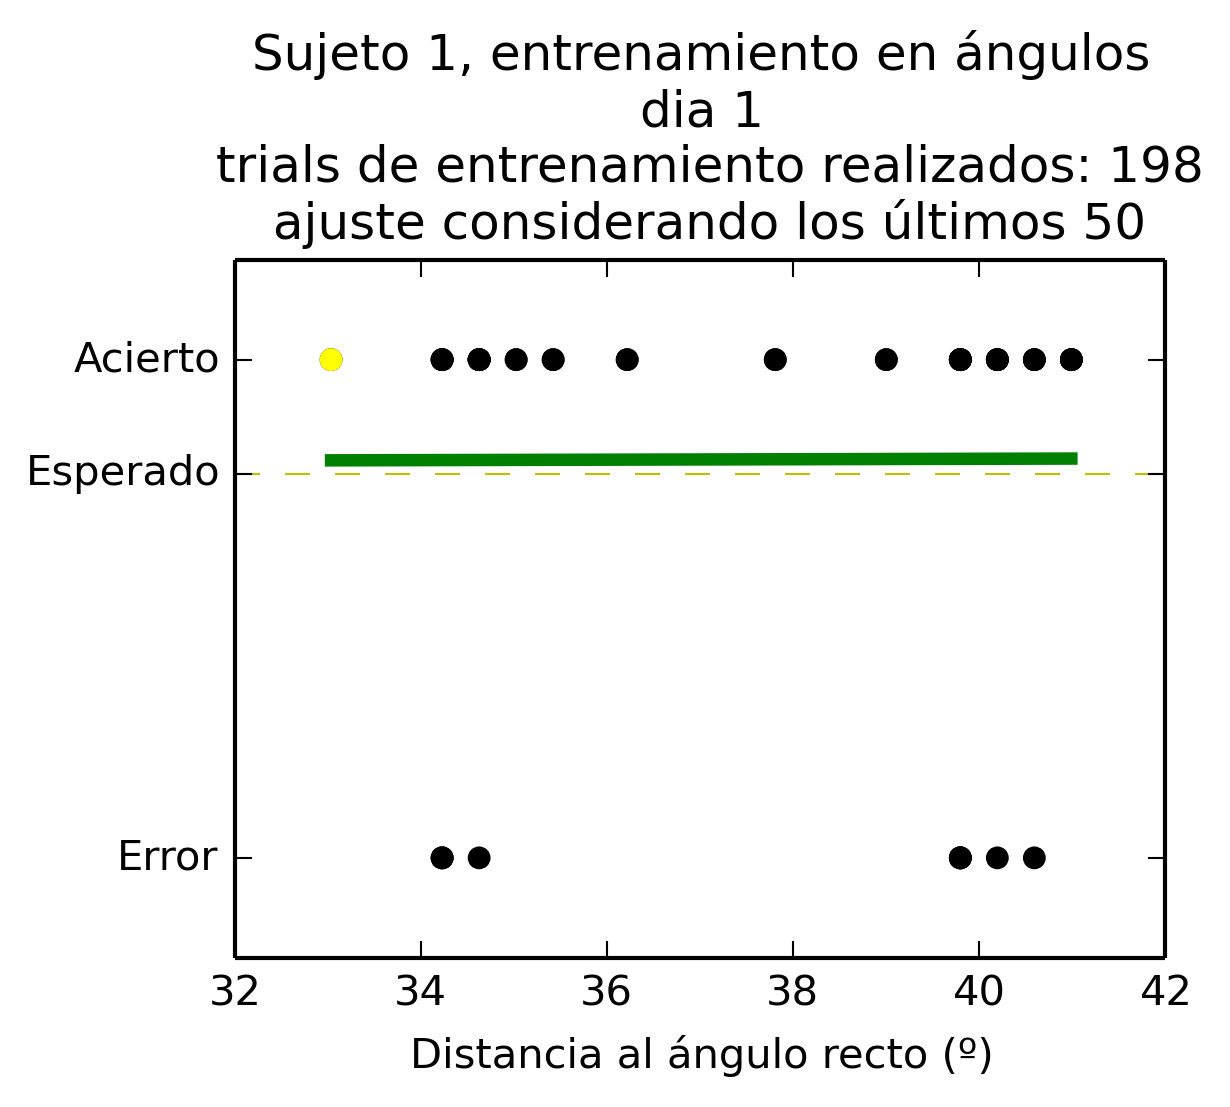 Sujeto 1, entrenamiento en ángulos
dia 1
trials de entrenamiento realizados: 198
ajuste considerando los últimos 50
Acierto
Esperado
Error
32 34 36 38 40 42
Distancia al ángulo recto (º)